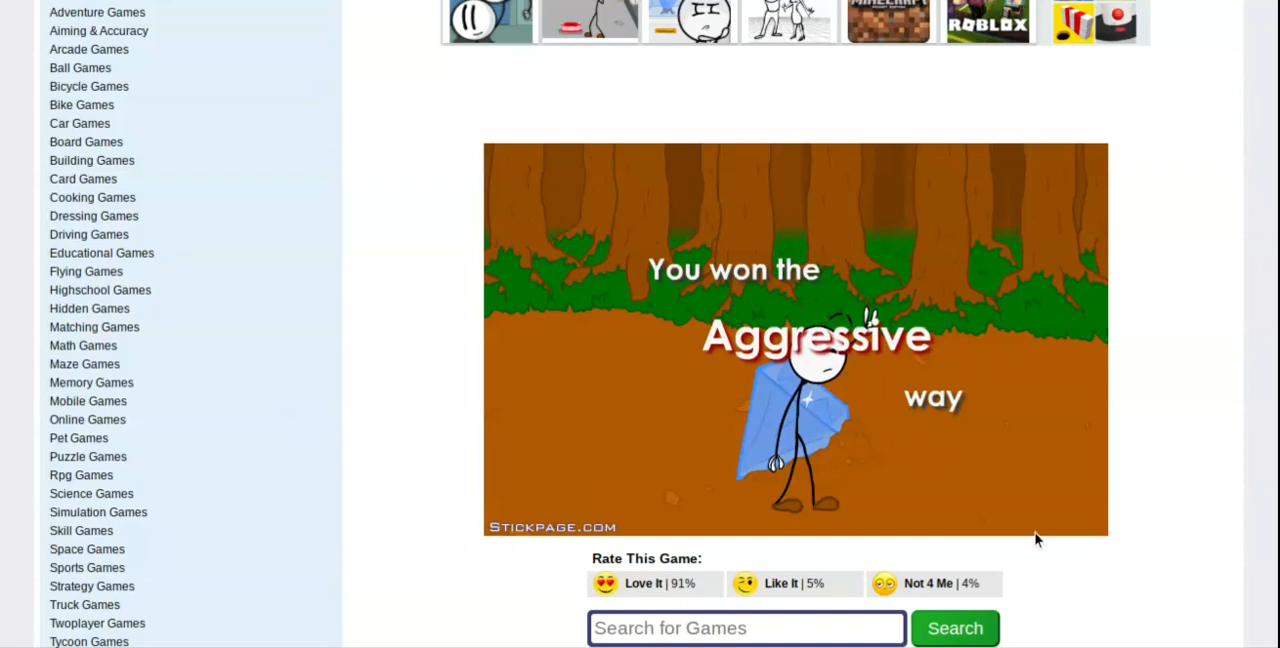 Adventure Games
Aiming & Accuracy
Arcade Games
Ball Games
Bicycle Games
Bike Games
Car Games
Board Games
Building Games
Card Games
Cooking Games
Dressing Games
Driving Games
Educational Games
Flying Games
Highschool Games
Hidden Games
Matching Games
Math Games
Maze Games
Memory Games
Mobile Games
Online Games
Pet Games
Puzzle Games
Rpg Games
Science Games
Simulation Games
Skill Games
Space Games
Sports Games
Strategy Games
Truck Games
Twoplayer Games
Tycoon Games
MINECRAFT
ROBLOX
You won the
Aggressive
way
STICKPAGE.COM
Rate This Game:
Love It | 91%
Like It | 5%
Not 4 Me | 4%
Search for Games
Search